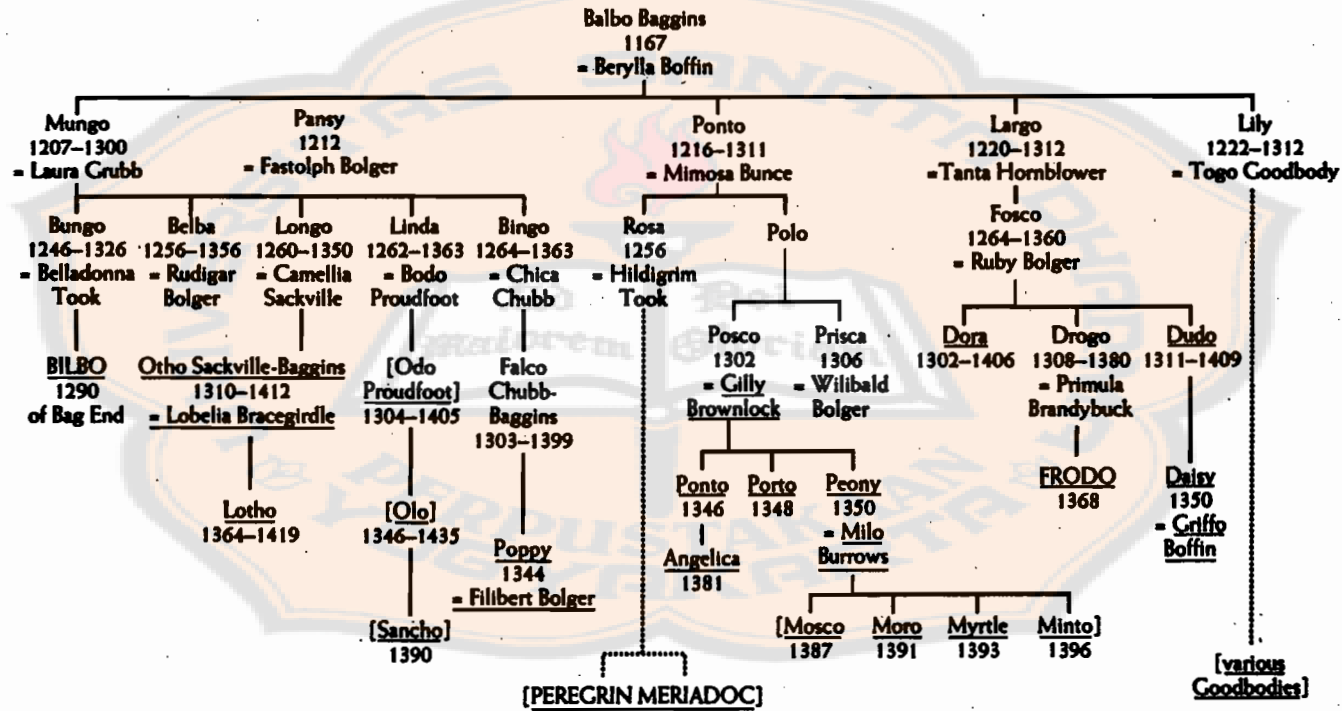 Balbo Baggins
1167
= Berylla Boffin
Mungo
1207–1300
= Laura Grubb
Pansy
1212
= Fastolph Bolger
Ponto
1216–1311
= Mimosa Bunce
Largo
1220–1312
=Tanta Hornblower
Lily
1222–1312
= Togo Goodbody
Bungo
1246–1326
= Belladonna
Took
Belba
1256–1356
= Rudigar
Bolger
Longo
1260–1350
= Camellia
Sackville
Linda
1262–1363
= Bodo
Proudfoot
Bingo
1264–1363
= Chica
Chubb
Rosa
1256
= Hildigrim
Took
Polo
Fosco
1264–1360
= Ruby Bolger
BILBO
1290
of Bag End
Otho Sackville-Baggins
1310–1412
= Lobelia Bracegirdle
[Odo
Proudfoot]
1304–1405
Falco
Chubb-
Baggins
1303–1399
Posco
1302
= Gilly
Brownlock
Prisca
1306
= Wilibald
Bolger
Dora
1302–1406
Drogo
1308–1380
= Primula
Brandybuck
Dudo
1311–1409
Lotho
1364–1419
[Olo]
1346–1435
Poppy
1344
= Filibert Bolger
Ponto
1346
Porto
1348
Peony
1350
= Milo
Burrows
FRODO
1368
Daisy
1350
= Griffo
Boffin
Angelica
1381
[Sancho]
1390
[Mosco
1387
Moro
1391
Myrtle
1393
Minto]
1396
[PEREGRIN MERIADOC]
[various
Goodbodies]
SANATA DHARMA
PERPUSTAKAAN
YOGYAKARTA